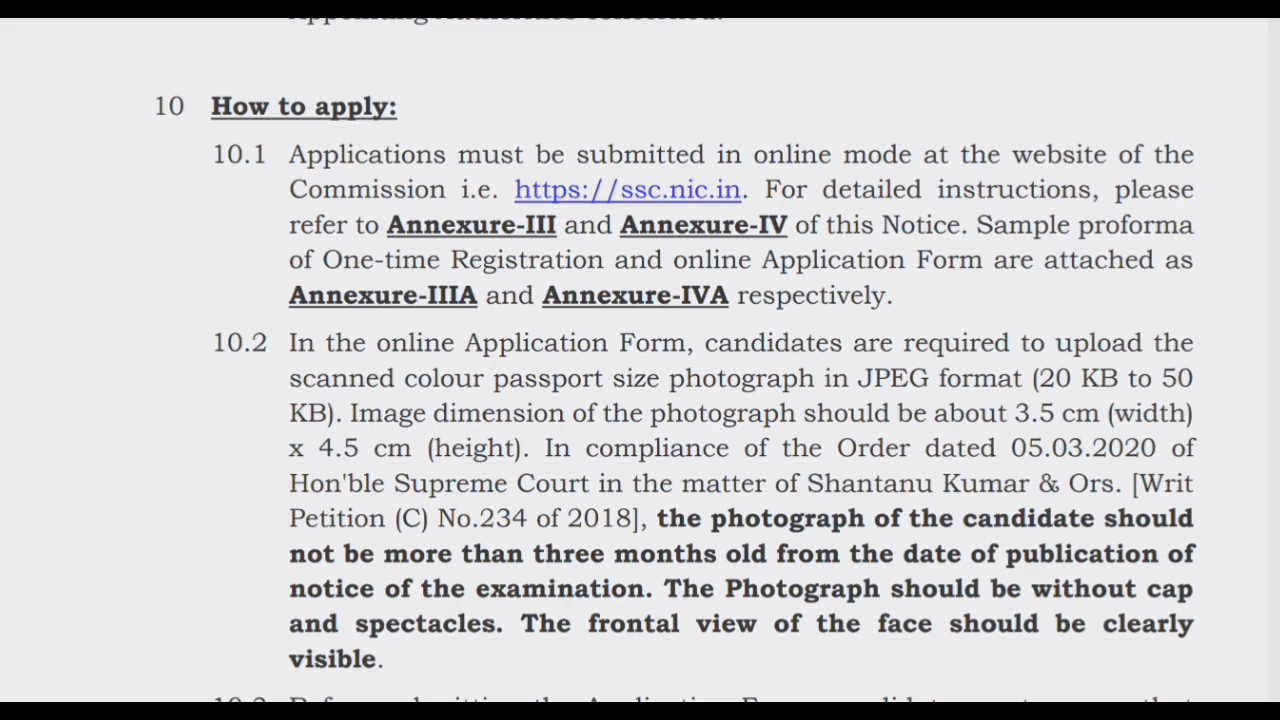 10 How to apply:
10.1 Applications must be submitted in online mode at the website of the
Commission i.e. https://ssc.nic.in. For detailed instructions, please
refer to Annexure-III and Annexure-IV of this Notice. Sample proforma
of One-time Registration and online Application Form are attached as
Annexure-IIIA and Annexure-IVA respectively.
10.2 In the online Application Form, candidates are required to upload the
scanned colour passport size photograph in JPEG format (20 KB to 50
KB). Image dimension of the photograph should be about 3.5 cm (width)
x 4.5 cm (height). In compliance of the Order dated 05.03.2020 of
Hon'ble Supreme Court in the matter of Shantanu Kumar & Ors. [Writ
Petition (C) No.234 of 2018], the photograph of the candidate should
not be more than three months old from the date of publication of
notice of the examination. The Photograph should be without cap
and spectacles. The frontal view of the face should be clearly
visible.